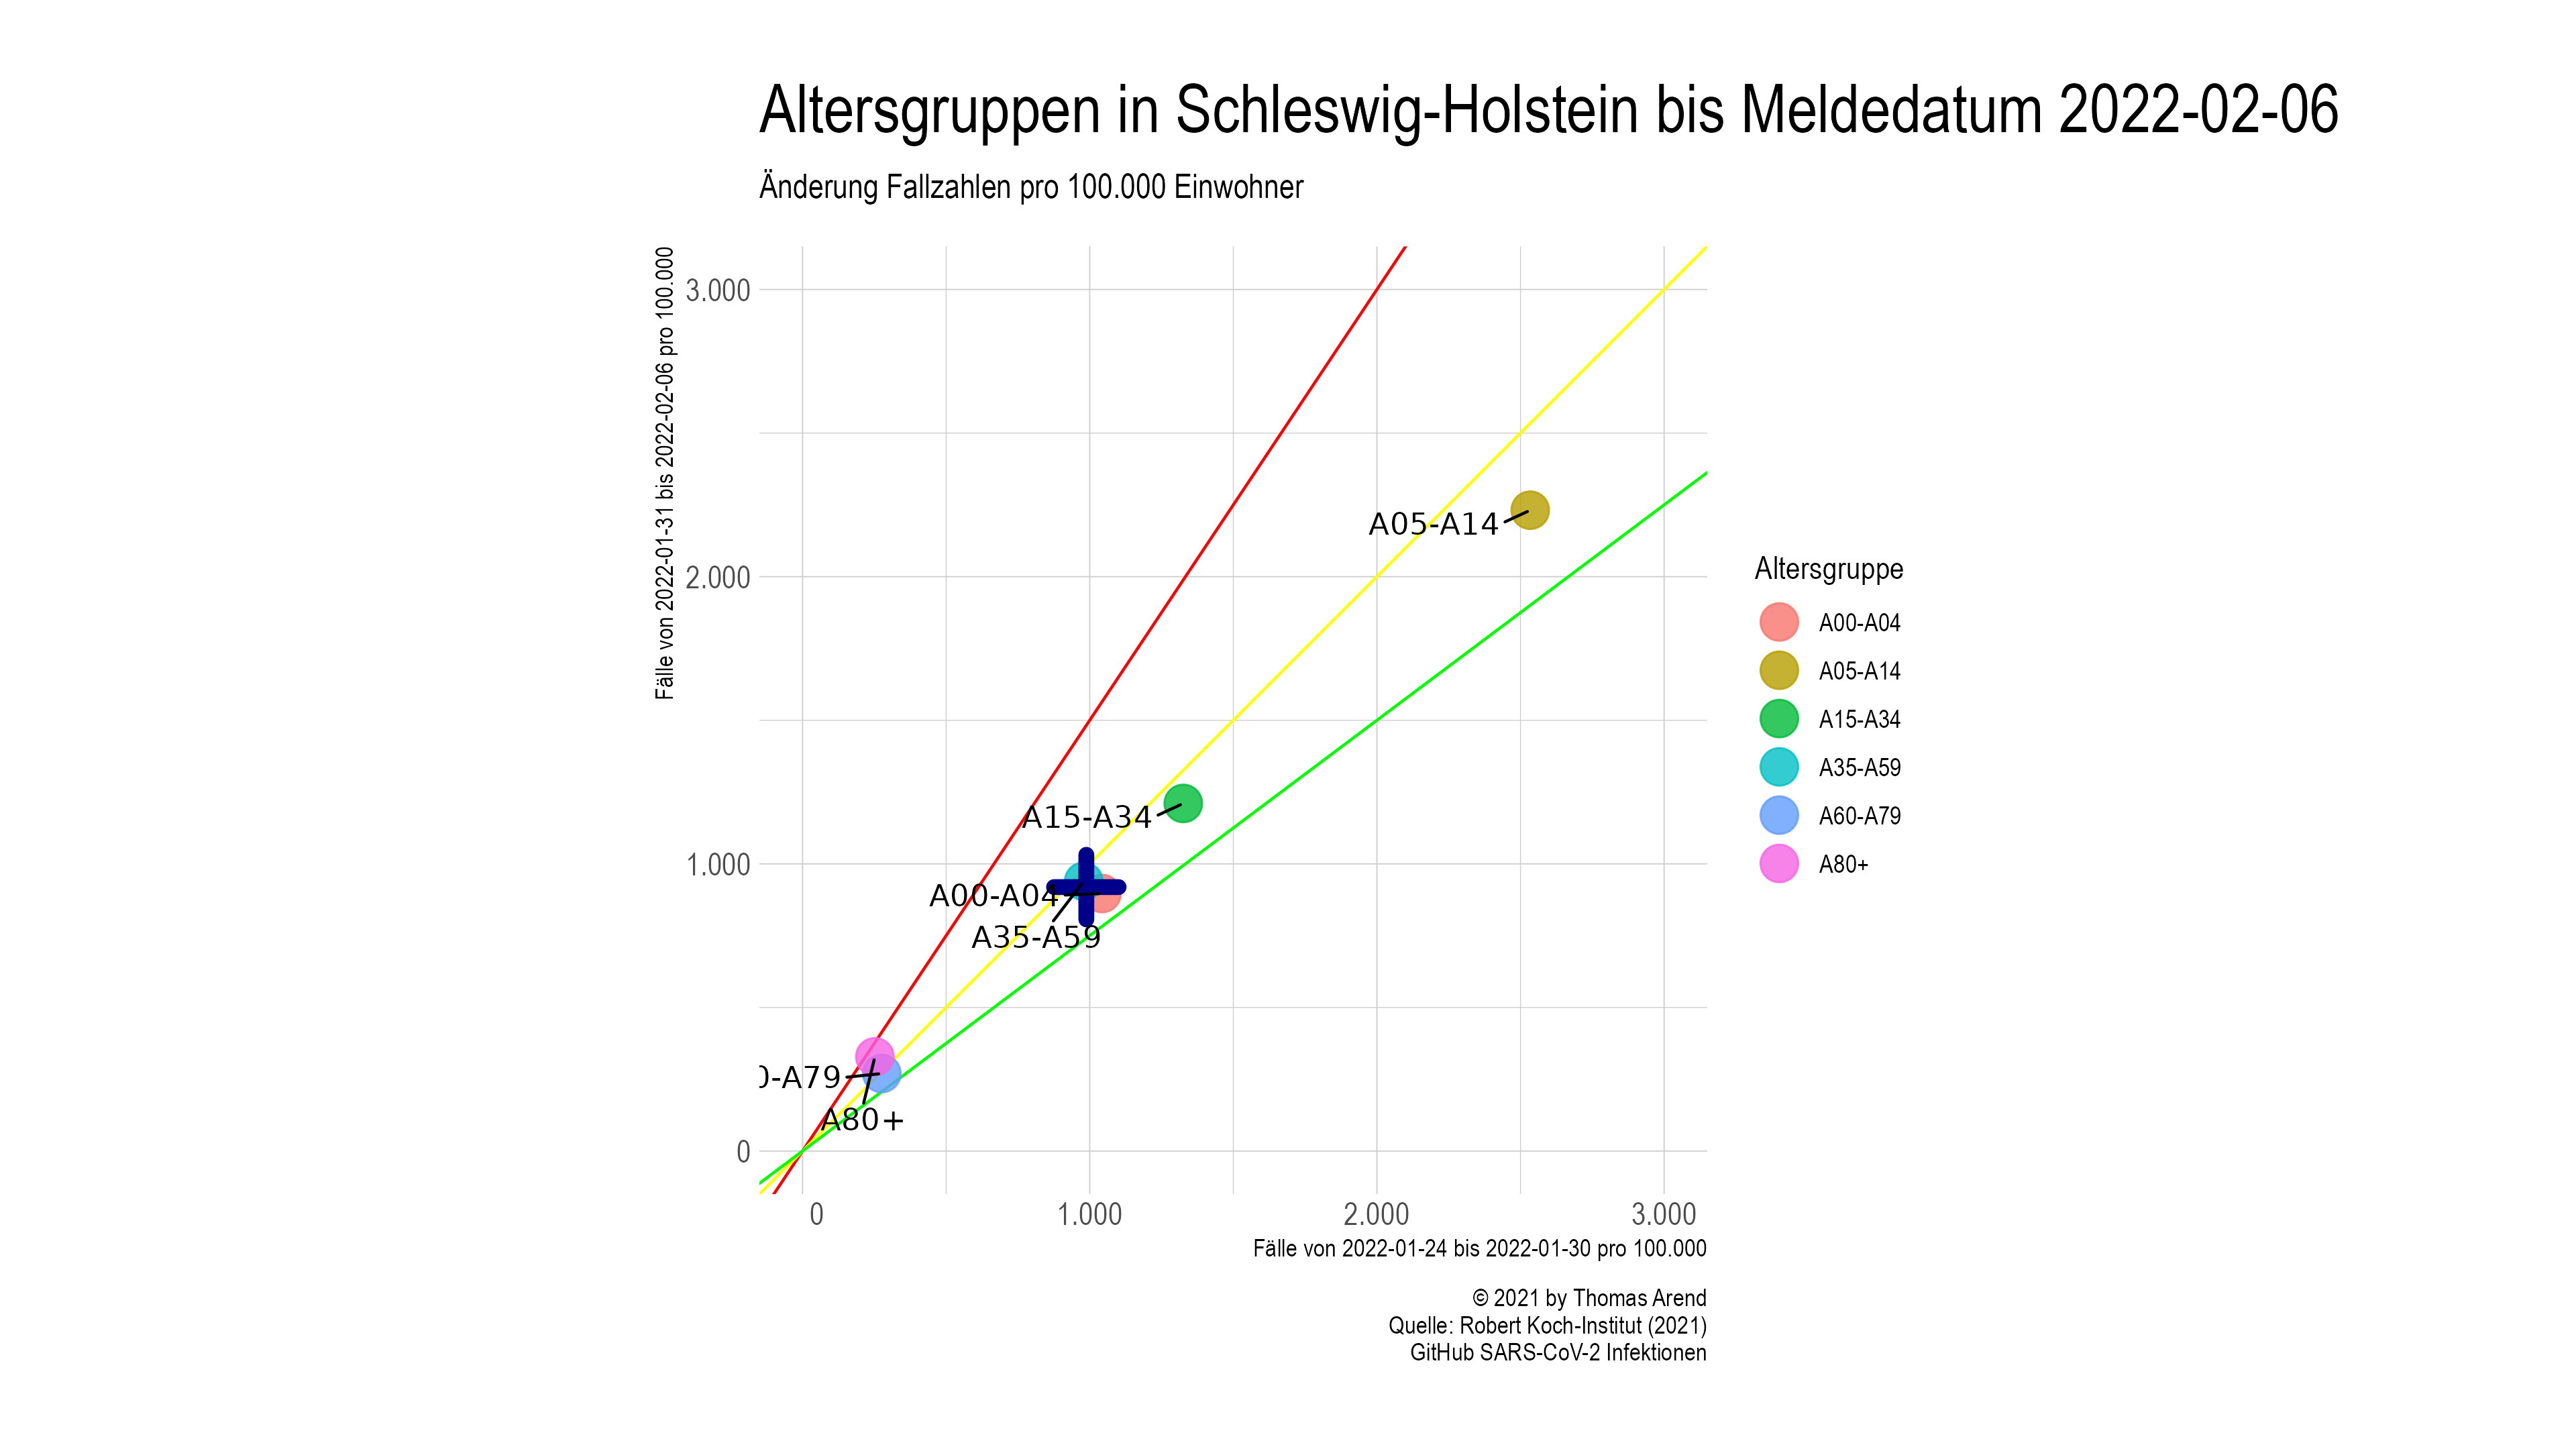 Altersgruppen in Schleswig-Holstein bis Meldedatum 2022-02-06
Änderung Fallzahlen pro 100.000 Einwohner
Fälle von 2022-01-31 bis 2022-02-06 pro 100.000
3.000
2.000
1.000
0
A05-A14
A15-A34
A00-A04
A35-A59
0-A79
A80+
0
1.000
2.000
3.000
Fälle von 2022-01-24 bis 2022-01-30 pro 100.000
Altersgruppe
A00-A04
A05-A14
A15-A34
A35-A59
A60-A79
A80+
© 2021 by Thomas Arend
Quelle: Robert Koch-Institut (2021)
GitHub SARS-CoV-2 Infektionen